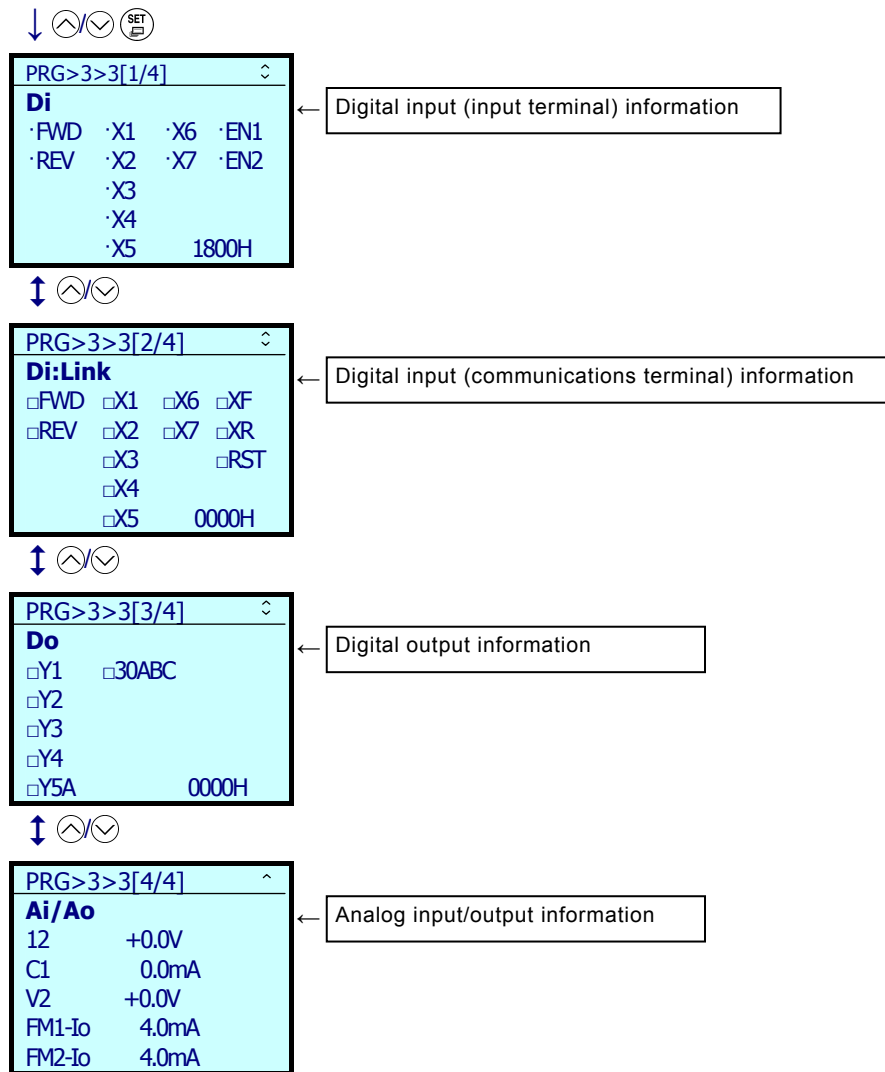 ↓ SET
PRG>3>3[1/4]
Di
·FWD ·X1 ·X6 ·EN1
·REV ·X2 ·X7 ·EN2
·X3
·X4
·X5 1800H
← Digital input (input terminal) information
PRG>3>3[2/4]
Di:Link
□FWD □X1 □X6 □XF
□REV □X2 □X7 □XR
□X3 □RST
□X4
□X5 0000H
← Digital input (communications terminal) information
PRG>3>3[3/4]
Do
□Y1 □30ABC
□Y2
□Y3
□Y4
□Y5A 0000H
← Digital output information
PRG>3>3[4/4]
Ai/Ao
12 +0.0V
C1 0.0mA
V2 +0.0V
FM1-Io 4.0mA
FM2-Io 4.0mA
← Analog input/output information